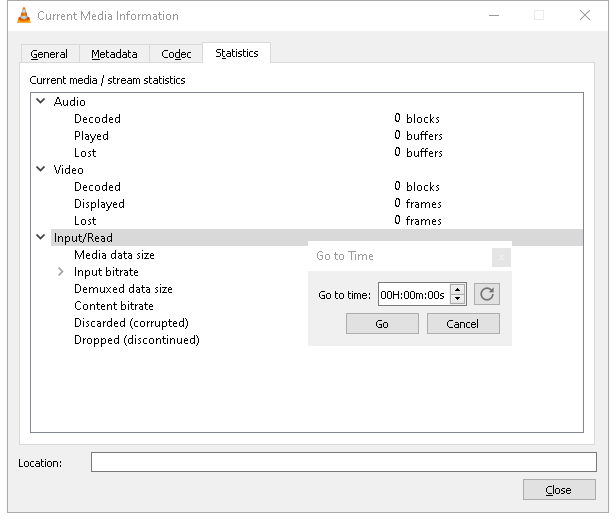 Current Media Information
General Metadata Codec Statistics
Current media / stream statistics
Audio
Decoded 0 blocks
Played 0 buffers
Lost 0 buffers
Video
Decoded 0 blocks
Displayed 0 frames
Lost 0 frames
Input/Read
Media data size
Input bitrate
Demuxed data size
Content bitrate
Discarded (corrupted)
Dropped (discontinued)
Go to Time x
Go to time: 00H:00m:00s
Go Cancel
Location:
Close